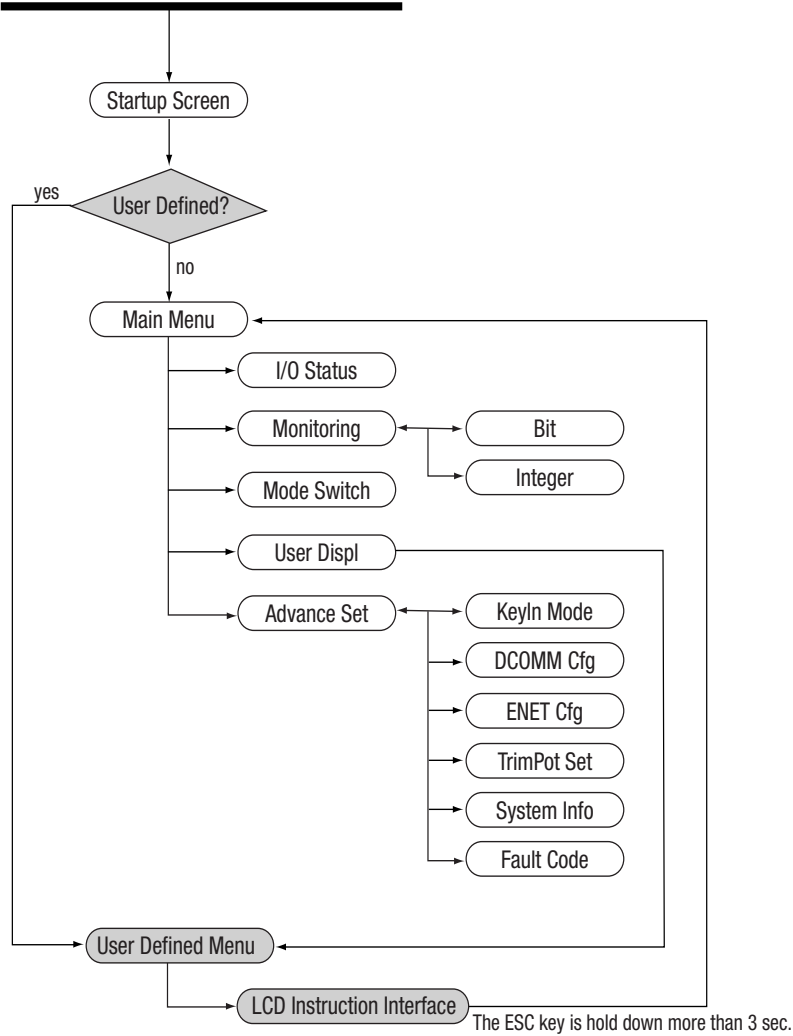 Startup Screen
yes
User Defined?
no
Main Menu
I/O Status
Monitoring
Bit
Integer
Mode Switch
User Displ
Advance Set
KeyIn Mode
DCOMM Cfg
ENET Cfg
TrimPot Set
System Info
Fault Code
User Defined Menu
LCD Instruction Interface
The ESC key is hold down more than 3 sec.